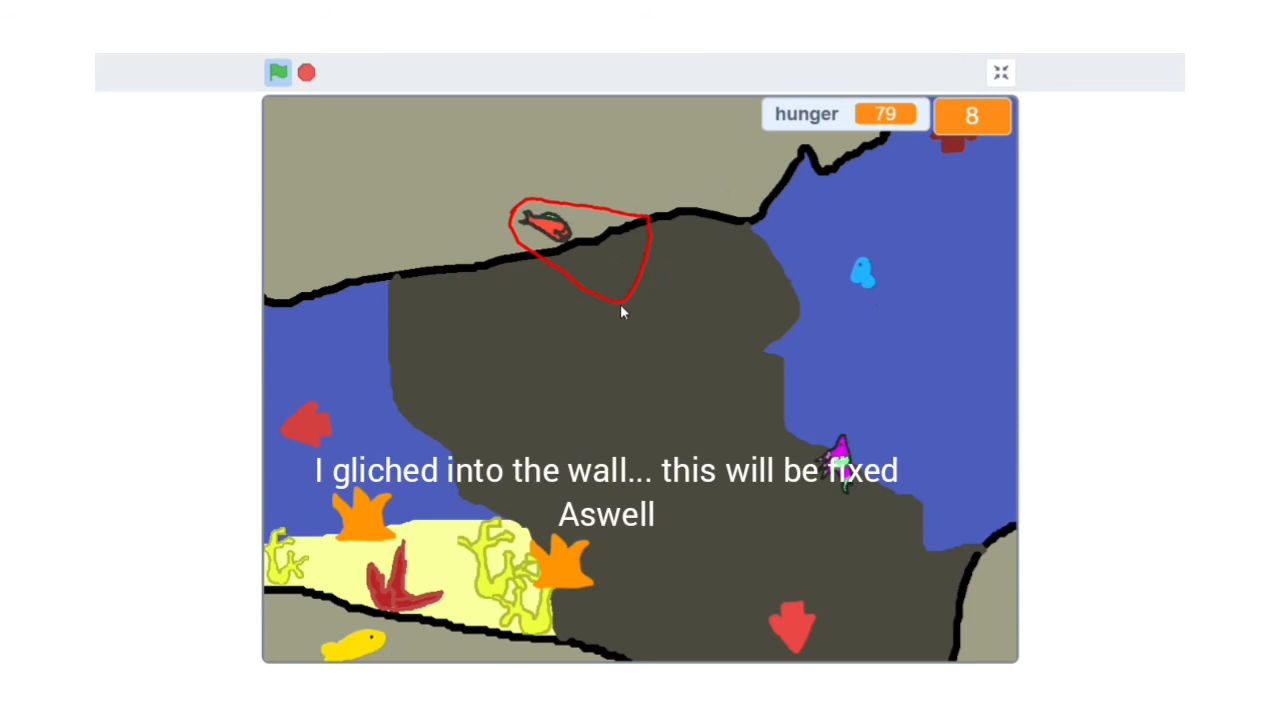 hunger 79 8
I gliched into the wall... this will be fixed
Aswell